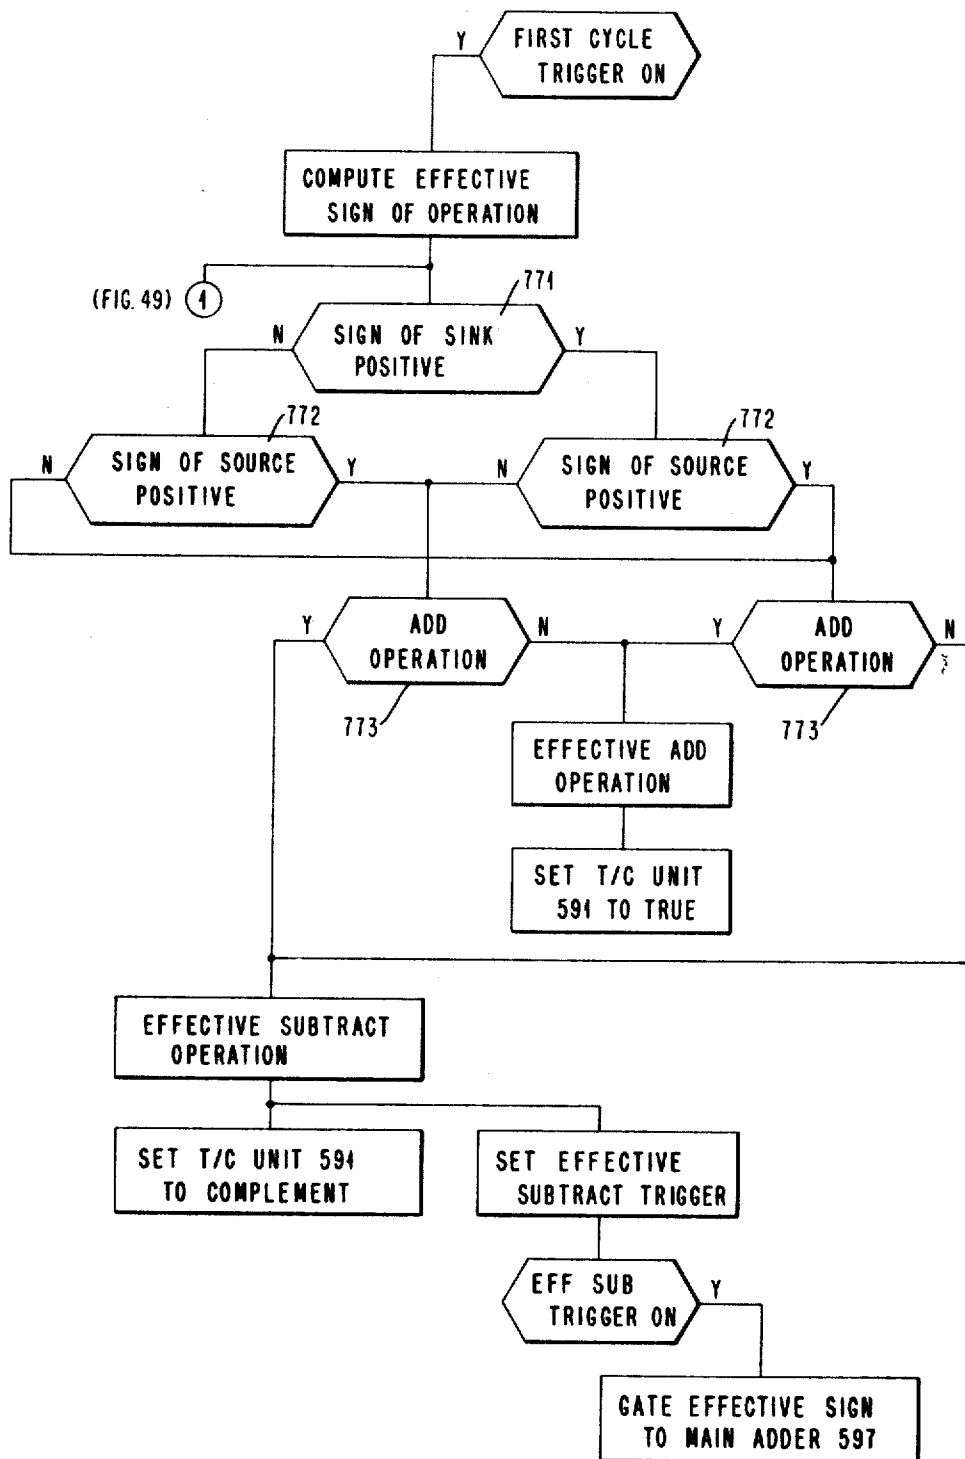 Y
FIRST CYCLE
TRIGGER ON
COMPUTE EFFECTIVE
SIGN OF OPERATION
(FIG. 49) 1
771
N
SIGN OF SINK
POSITIVE
Y
772
772
N
SIGN OF SOURCE
POSITIVE
Y
N
SIGN OF SOURCE
POSITIVE
Y
Y
ADD
OPERATION
N
Y
ADD
OPERATION
N
773
773
EFFECTIVE ADD
OPERATION
SET T/C UNIT
591 TO TRUE
EFFECTIVE SUBTRACT
OPERATION
SET T/C UNIT 591
TO COMPLEMENT
SET EFFECTIVE
SUBTRACT TRIGGER
EFF SUB
TRIGGER ON
Y
GATE EFFECTIVE SIGN
TO MAIN ADDER 597